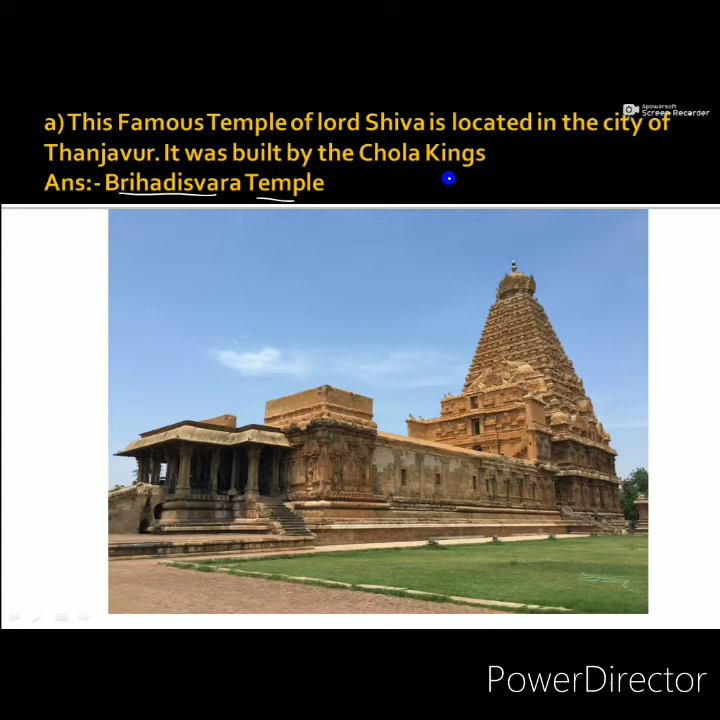 Apowersoft
Screen Recorder
a) This Famous Temple of lord Shiva is located in the city of
Thanjavur. It was built by the Chola Kings
Ans:- Brihadisvara Temple
PowerDirector